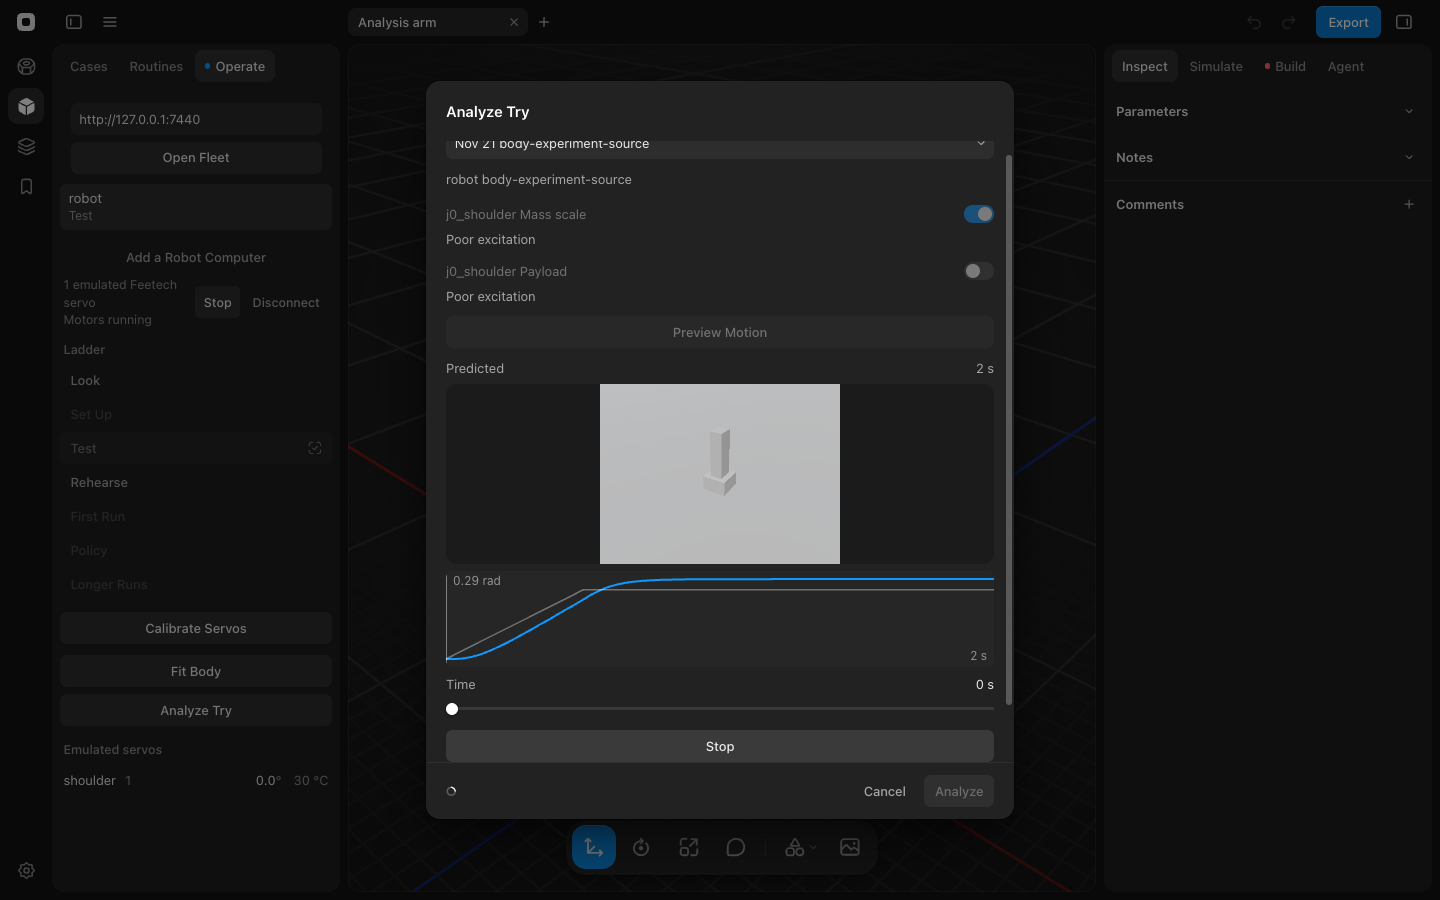 Analysis arm
Export
Cases
Routines
Operate
http://127.0.0.1:7440
Open Fleet
robot
Test
Add a Robot Computer
1 emulated Feetech
servo
Motors running
Stop
Disconnect
Ladder
Look
Set Up
Test
Rehearse
First Run
Policy
Longer Runs
Calibrate Servos
Fit Body
Analyze Try
Emulated servos
shoulder 1 0.0° 30 °C
Analyze Try
Nov 21 body-experiment-source
robot body-experiment-source
j0_shoulder Mass scale
Poor excitation
j0_shoulder Payload
Poor excitation
Preview Motion
Predicted 2 s
0.29 rad
2 s
Time 0 s
Stop
Cancel
Analyze
Inspect
Simulate
Build
Agent
Parameters
Notes
Comments